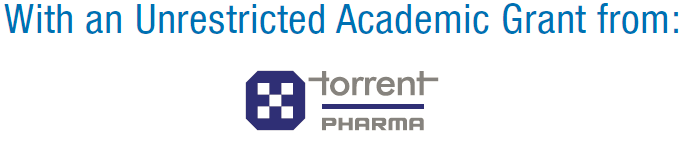 With an Unrestricted Academic Grant from:
torrent
PHARMA